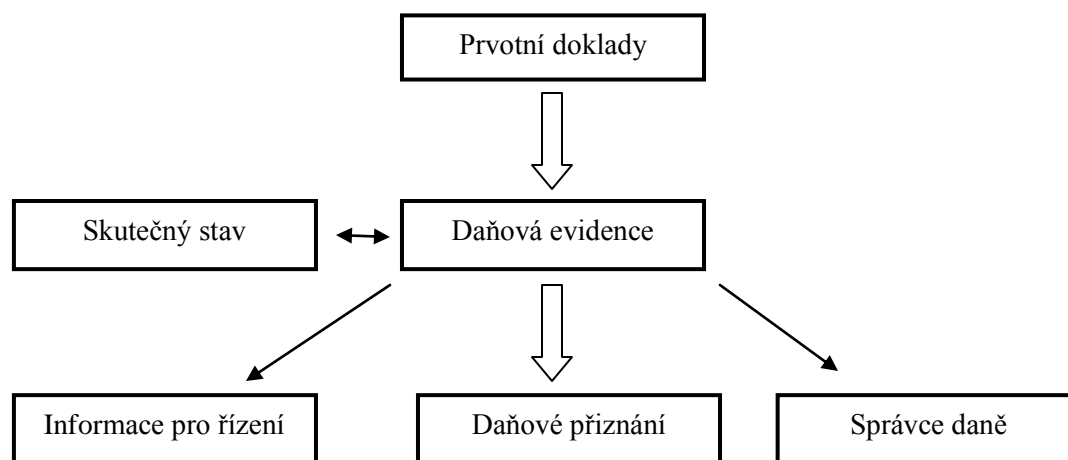 Prvotní doklady
Skutečný stav
Daňová evidence
Informace pro řízení
Daňové přiznání
Správce daně